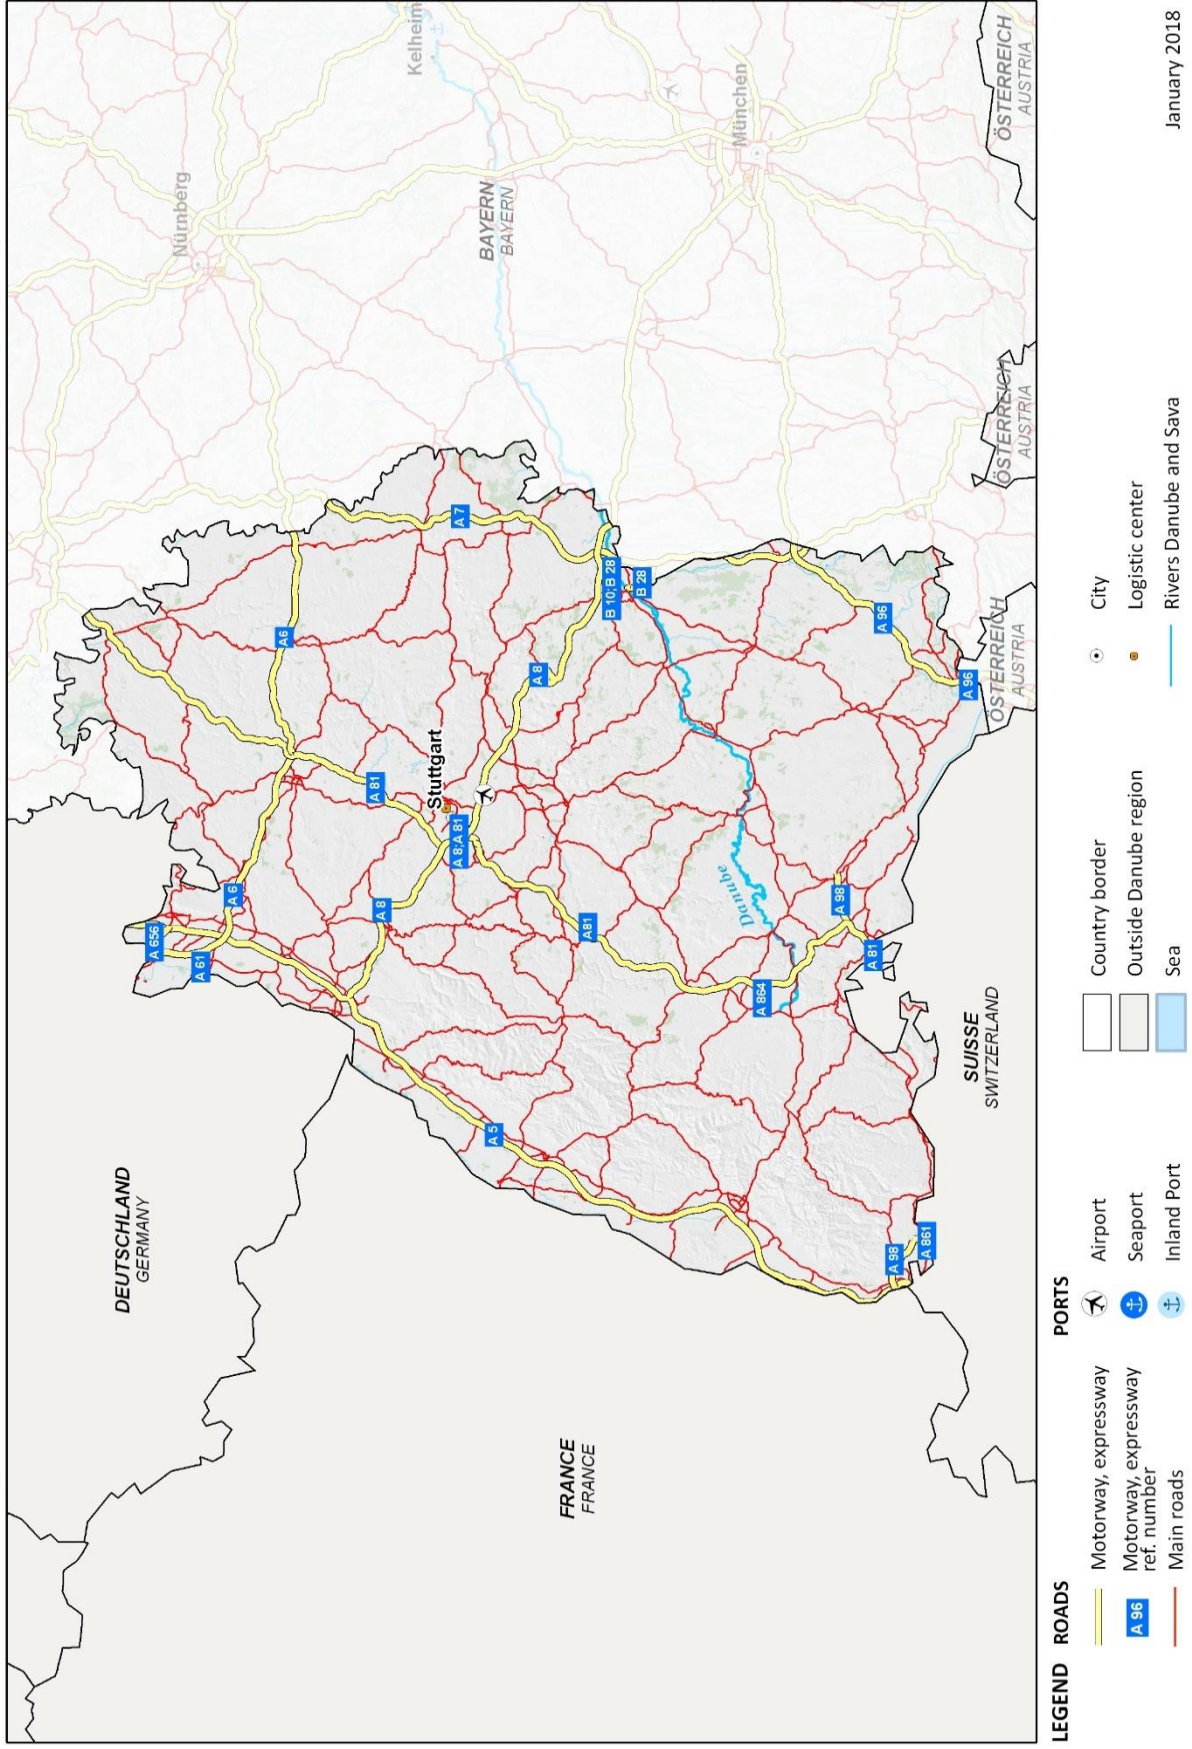 Kelheim
Nürnberg
München
BAYERN
BAYERN
ÖSTERREICH
AUSTRIA
ÖSTERREICH
AUSTRIA
ÖSTERREICH
AUSTRIA
DEUTSCHLAND
GERMANY
FRANCE
FRANCE
SUISSE
SWITZERLAND
Stuttgart
Danube
A 656
A 61
A 6
A6
A 81
A 8
A 8;A 81
A 8
A 7
B 10;B 28
B 28
A81
A 5
A 864
A 98
A 81
A 96
A 96
A 98
A 861
LEGEND
ROADS
Motorway, expressway
A 96
Motorway, expressway
ref. number
Main roads
PORTS
Airport
Seaport
Inland Port
Country border
Outside Danube region
Sea
City
Logistic center
Rivers Danube and Sava
January 2018